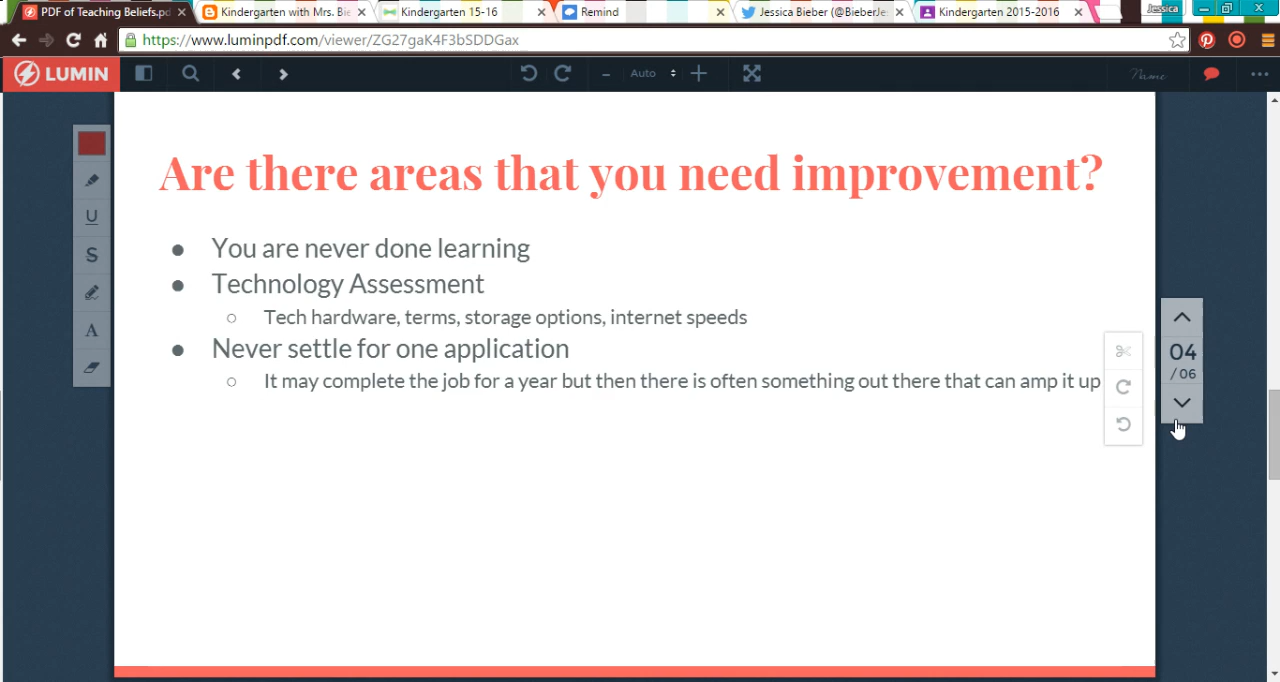 PDF of Teaching Beliefs.pd
Kindergarten with Mrs. Bie
Kindergarten 15-16
Remind
Jessica Bieber (@BieberJe
Kindergarten 2015-2016
Jessica
https://www.luminpdf.com/viewer/ZG27gaK4F3bSDDGax
LUMIN
Auto
Name
Are there areas that you need improvement?
● You are never done learning
● Technology Assessment
○ Tech hardware, terms, storage options, internet speeds
● Never settle for one application
○ It may complete the job for a year but then there is often something out there that can amp it up
U
S
A
04
/ 06